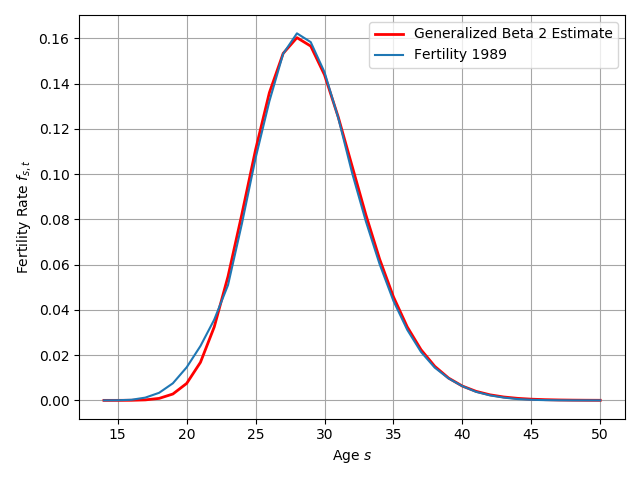 Generalized Beta 2 Estimate
Fertility 1989
Fertility Rate f_{s,t}
0.16
0.14
0.12
0.10
0.08
0.06
0.04
0.02
0.00
15 20 25 30 35 40 45 50
Age s